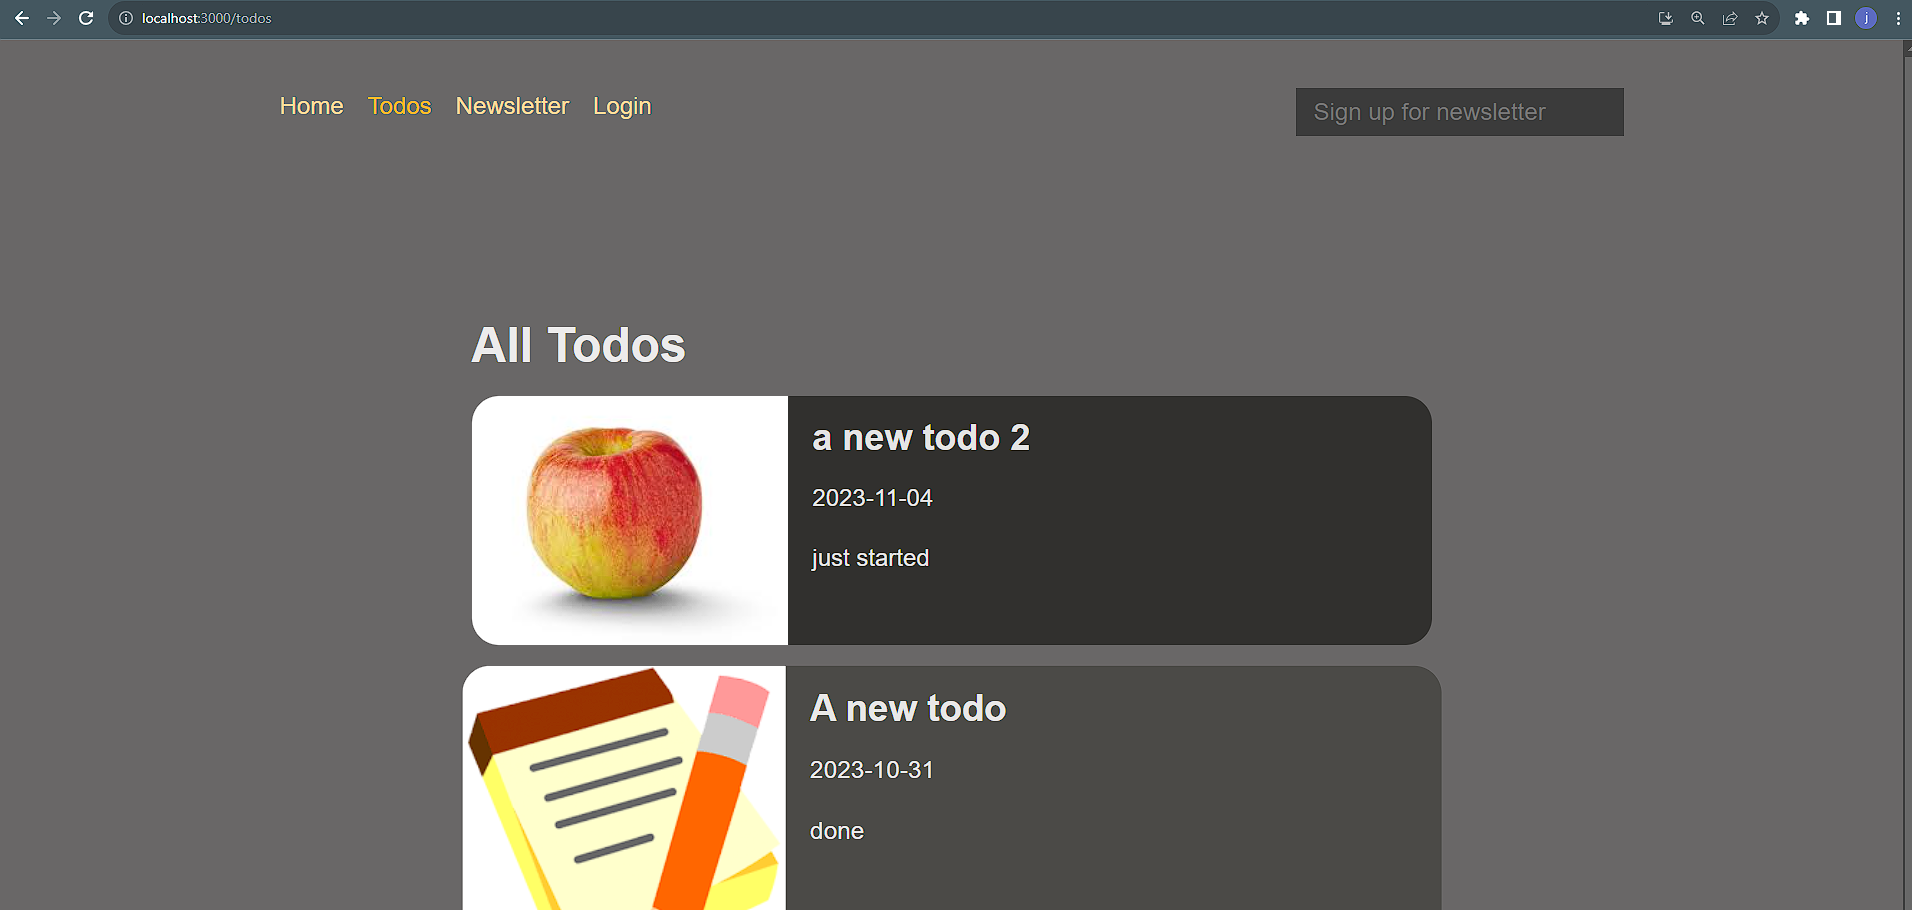 localhost:3000/todos
j
Home Todos Newsletter Login
Sign up for newsletter
All Todos
a new todo 2
2023-11-04
just started
A new todo
2023-10-31
done